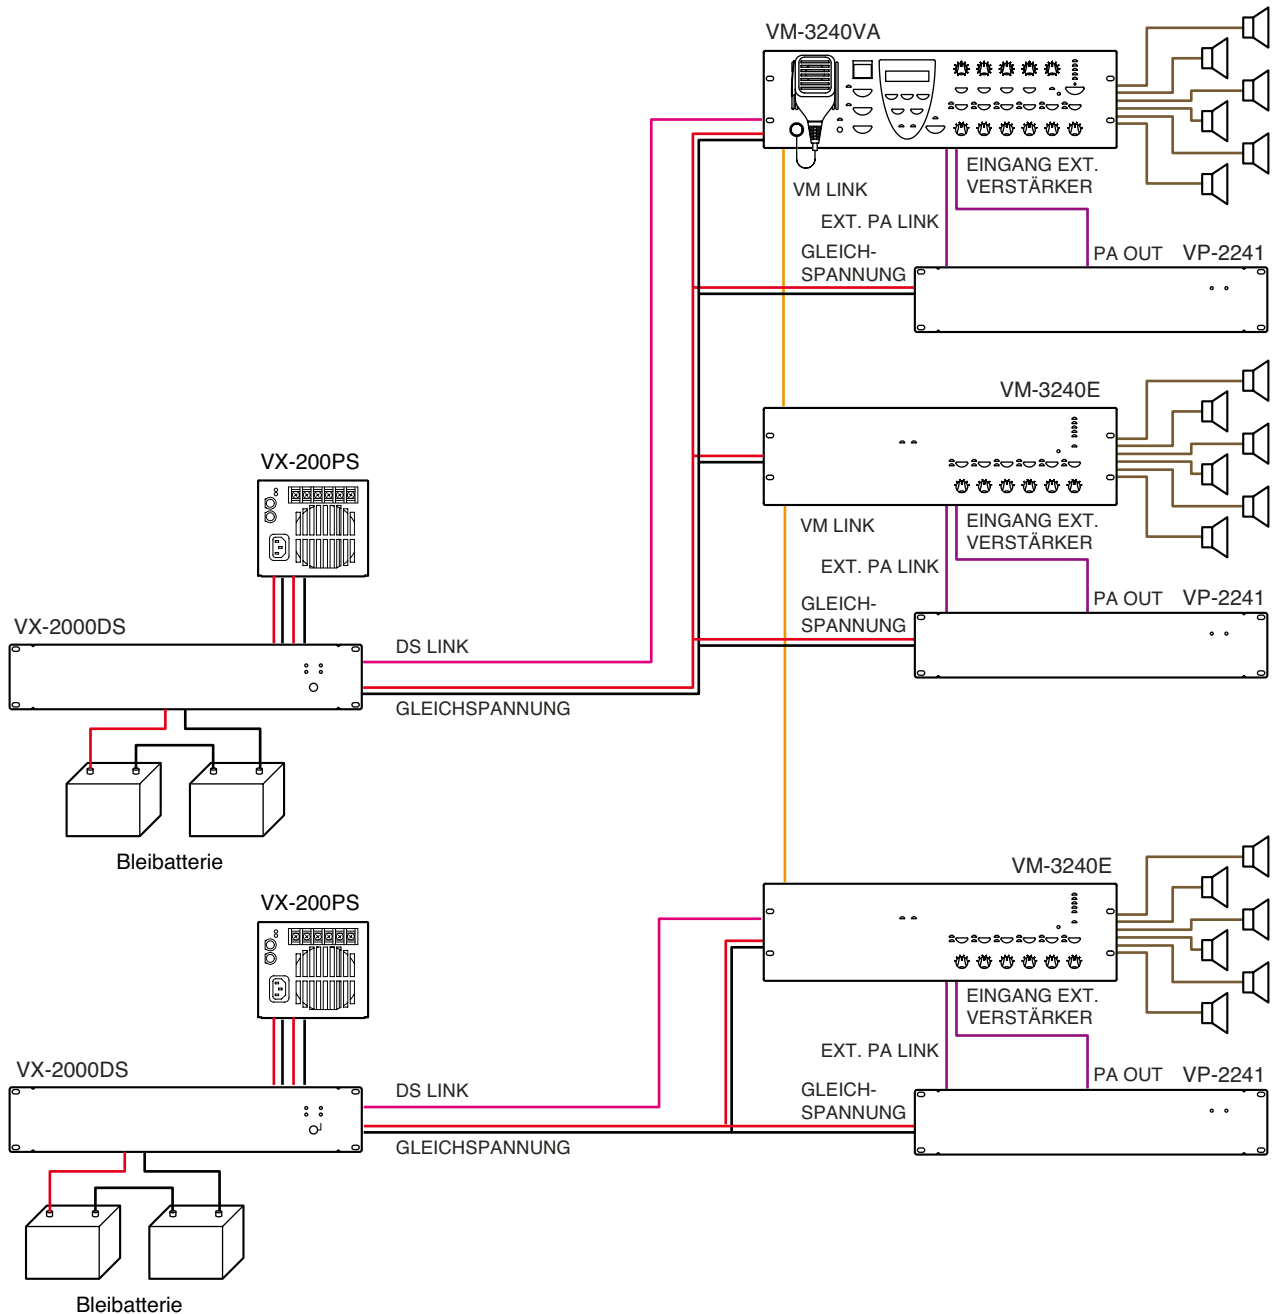 VM-3240VA
EINGANG EXT.
VERSTÄRKER
VM LINK
EXT. PA LINK
GLEICH-
SPANNUNG
PA OUT
VP-2241
VM-3240E
VX-200PS
VM LINK
EINGANG EXT.
VERSTÄRKER
EXT. PA LINK
GLEICH-
SPANNUNG
PA OUT
VP-2241
VX-2000DS
DS LINK
GLEICHSPANNUNG
Bleibatterie
VM-3240E
VX-200PS
EINGANG EXT.
VERSTÄRKER
EXT. PA LINK
GLEICH-
SPANNUNG
PA OUT
VP-2241
VX-2000DS
DS LINK
GLEICHSPANNUNG
Bleibatterie